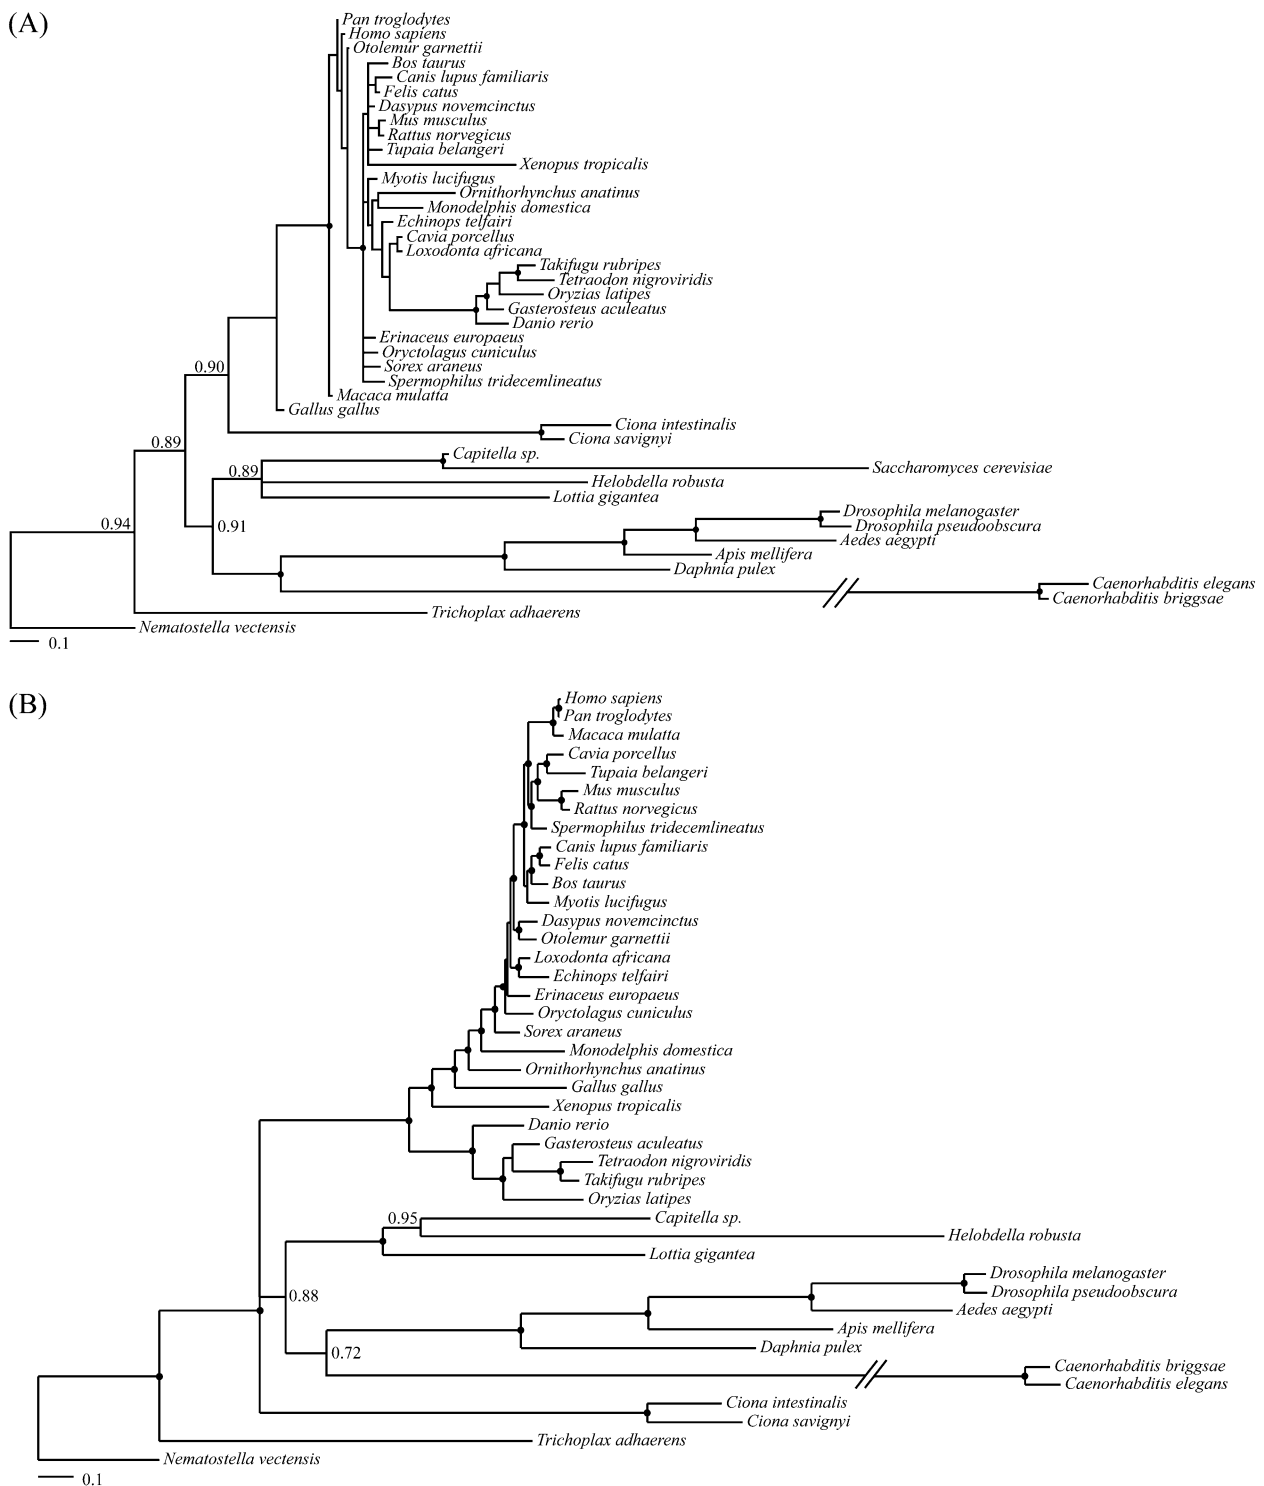 (A)
Pan troglodytes
Homo sapiens
Otolemur garnettii
Bos taurus
Canis lupus familiaris
Felis catus
Dasypus novemcinctus
Mus musculus
Rattus norvegicus
Tupaia belangeri
Xenopus tropicalis
Myotis lucifugus
Ornithorhynchus anatinus
Monodelphis domestica
Echinops telfairi
Cavia porcellus
Loxodonta africana
Takifugu rubripes
Tetraodon nigroviridis
Oryzias latipes
Gasterosteus aculeatus
Danio rerio
Erinaceus europaeus
Oryctolagus cuniculus
0.90
Sorex araneus
Spermophilus tridecemlineatus
Macaca mulatta
Gallus gallus
Ciona intestinalis
Ciona savignyi
0.89
Capitella sp.
Saccharomyces cerevisiae
0.89
Helobdella robusta
Lottia gigantea
Drosophila melanogaster
0.94
0.91
Drosophila pseudoobscura
Aedes aegypti
Apis mellifera
Daphnia pulex
Caenorhabditis elegans
Caenorhabditis briggsae
Trichoplax adhaerens
Nematostella vectensis
0.1
(B)
Homo sapiens
Pan troglodytes
Macaca mulatta
Cavia porcellus
Tupaia belangeri
Mus musculus
Rattus norvegicus
Spermophilus tridecemlineatus
Canis lupus familiaris
Felis catus
Bos taurus
Myotis lucifugus
Dasypus novemcinctus
Otolemur garnettii
Loxodonta africana
Echinops telfairi
Erinaceus europaeus
Oryctolagus cuniculus
Sorex araneus
Monodelphis domestica
Ornithorhynchus anatinus
Gallus gallus
Xenopus tropicalis
Danio rerio
Gasterosteus aculeatus
Tetraodon nigroviridis
Takifugu rubripes
Oryzias latipes
0.95
Capitella sp.
Helobdella robusta
Lottia gigantea
Drosophila melanogaster
0.88
Drosophila pseudoobscura
Aedes aegypti
Apis mellifera
Daphnia pulex
0.72
Caenorhabditis briggsae
Caenorhabditis elegans
Ciona intestinalis
Ciona savignyi
Trichoplax adhaerens
Nematostella vectensis
0.1